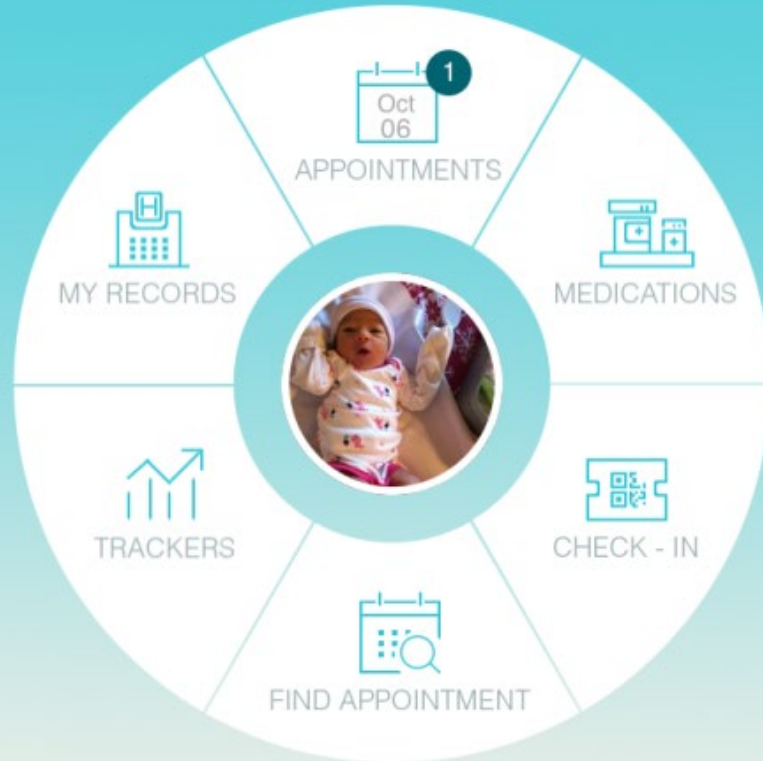 1
Oct
06
APPOINTMENTS
MY RECORDS
MEDICATIONS
TRACKERS
CHECK - IN
FIND APPOINTMENT